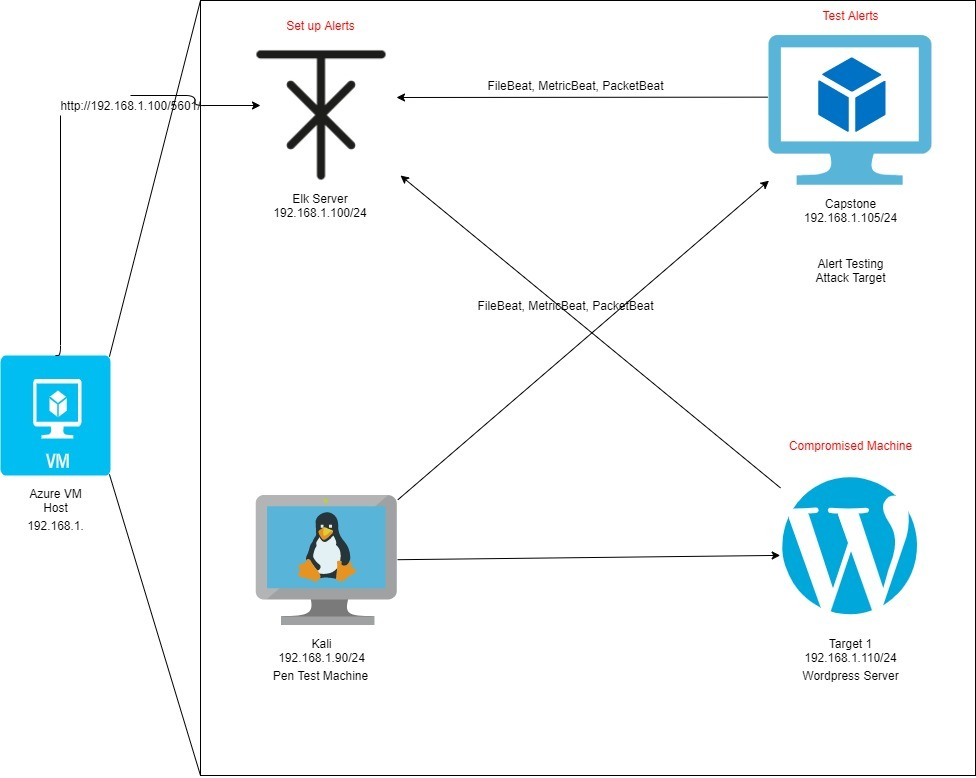 Set up Alerts
Test Alerts
FileBeat, MetricBeat, PacketBeat
http://192.168.1.100/5601/
Elk Server
192.168.1.100/24
Capstone
192.168.1.105/24
Alert Testing
Attack Target
FileBeat, MetricBeat, PacketBeat
VM
Azure VM
Host
192.168.1.
Compromised Machine
Kali
192.168.1.90/24
Pen Test Machine
Target 1
192.168.1.110/24
Wordpress Server